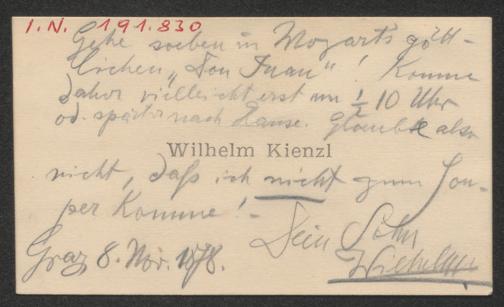 I.N. 191.830
Gehe soeben in Mozarts gött-
lichen „Don Juan“! Komme
daher vielleicht erst um ½ 10 Uhr
od. später nach Hause. Glaubt also
Wilhelm Kienzl
nicht, daß ich nicht zum Sou-
per komme! -
Dein Sohn
Wilhelm
Graz 8. Nov. 1878.